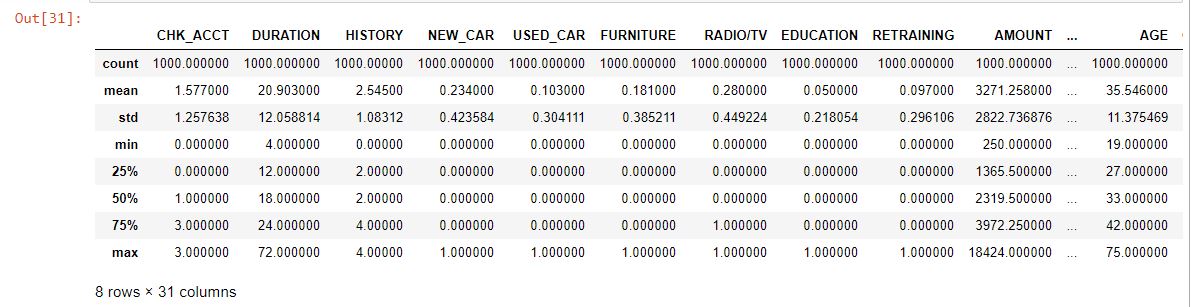 Out[31]:
CHK_ACCT DURATION HISTORY NEW_CAR USED_CAR FURNITURE RADIO/TV EDUCATION RETRAINING AMOUNT ... AGE
count 1000.000000 1000.000000 1000.00000 1000.000000 1000.000000 1000.000000 1000.000000 1000.000000 1000.000000 1000.000000 ... 1000.000000
mean 1.577000 20.903000 2.54500 0.234000 0.103000 0.181000 0.280000 0.050000 0.097000 3271.258000 ... 35.546000
std 1.257638 12.058814 1.08312 0.423584 0.304111 0.385211 0.449224 0.218054 0.296106 2822.736876 ... 11.375469
min 0.000000 4.000000 0.00000 0.000000 0.000000 0.000000 0.000000 0.000000 0.000000 250.000000 ... 19.000000
25% 0.000000 12.000000 2.00000 0.000000 0.000000 0.000000 0.000000 0.000000 0.000000 1365.500000 ... 27.000000
50% 1.000000 18.000000 2.00000 0.000000 0.000000 0.000000 0.000000 0.000000 0.000000 2319.500000 ... 33.000000
75% 3.000000 24.000000 4.00000 0.000000 0.000000 0.000000 1.000000 0.000000 0.000000 3972.250000 ... 42.000000
max 3.000000 72.000000 4.00000 1.000000 1.000000 1.000000 1.000000 1.000000 1.000000 18424.000000 ... 75.000000
8 rows × 31 columns